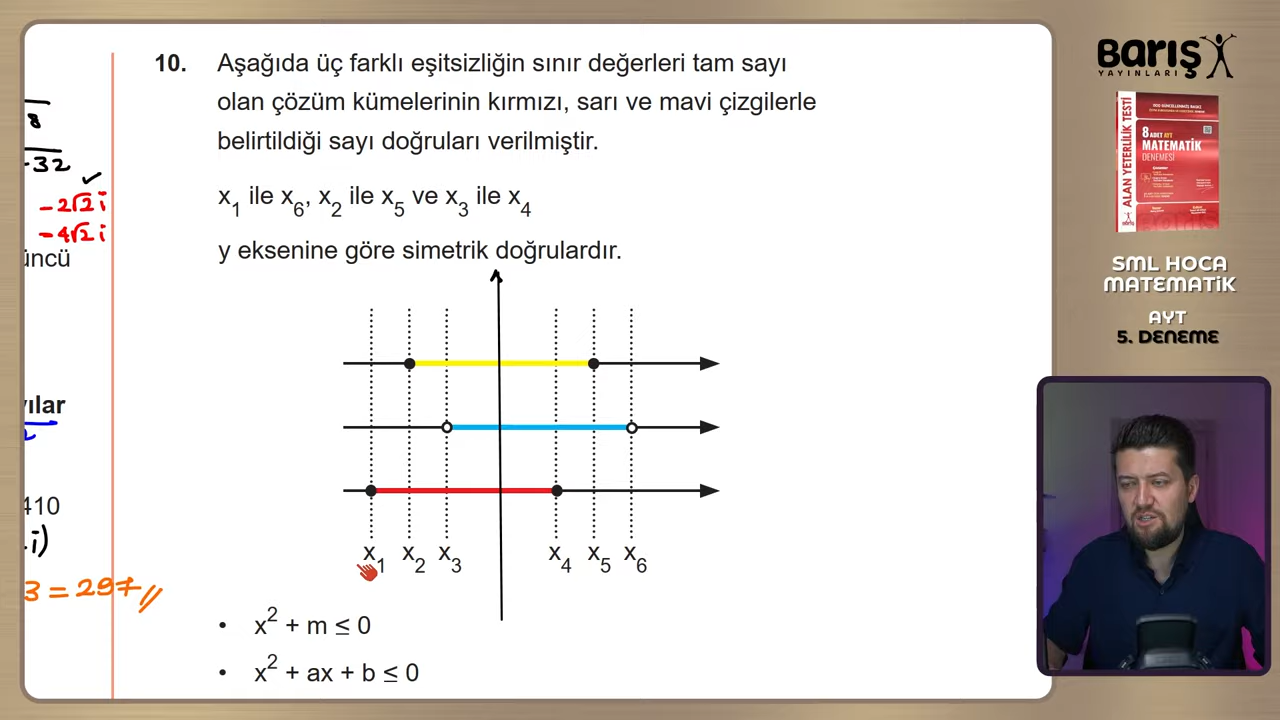 10. Aşağıda üç farklı eşitsizliğin sınır değerleri tam sayı
olan çözüm kümelerinin kırmızı, sarı ve mavi çizgilerle
belirtildiği sayı doğruları verilmiştir.
x1 ile x6, x2 ile x5 ve x3 ile x4
y eksenine göre simetrik doğrulardır.
x1 x2 x3 x4 x5 x6
• x² + m ≤ 0
• x² + ax + b ≤ 0
8
-32
-2√2i
-4√2i
üncü
ılar
410
i)
3 = 297//
BARIŞ
YAYINLARI
ALAN YETERLİLİK TESTİ
8 ADET AYT
MATEMATİK
DENEMESİ
SML HOCA
MATEMATİK
AYT
5. DENEME